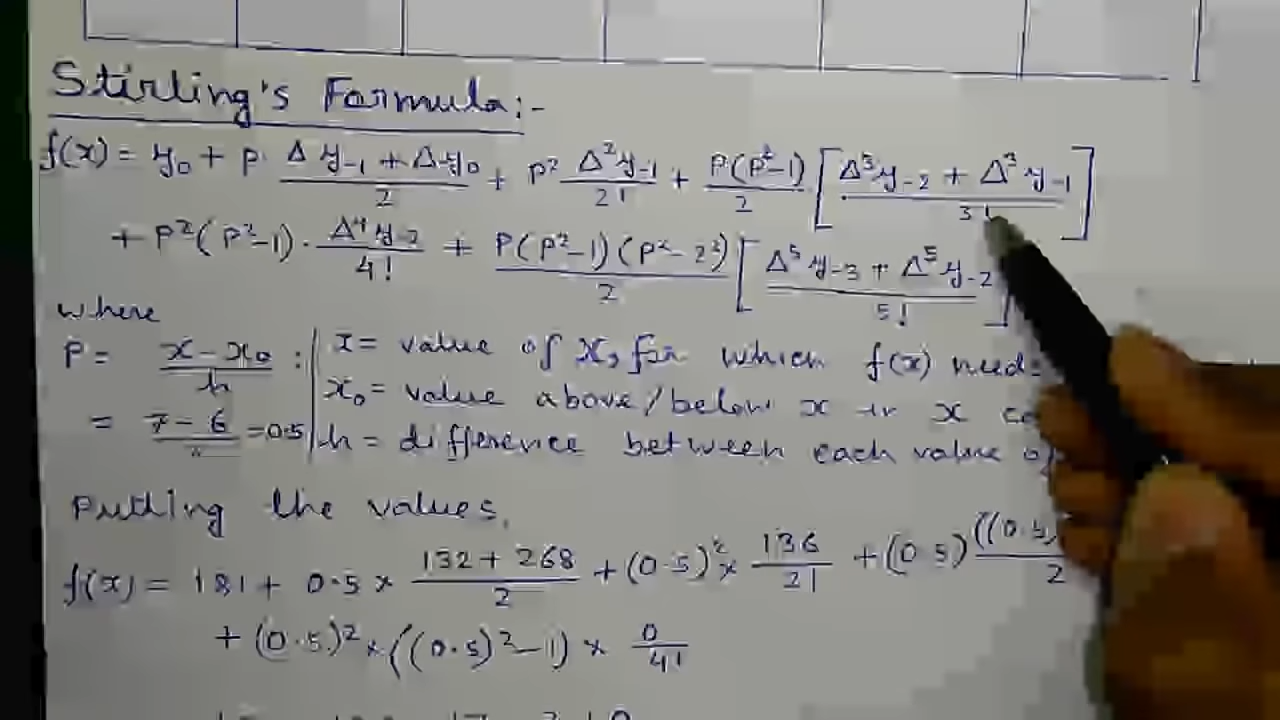 Stirling's Formula:-
f(x) = y₀ + p. (Δy₋₁ + Δy₀)/2 + p² Δ²y₋₁/2! + P(P²-1)/2 [(Δ³y₋₂ + Δ³y₋₁)/3!]
+ p²(p²-1) . Δ⁴y₋₂/4! + P(P²-1)(P²-2²)/2 [(Δ⁵y₋₃ + Δ⁵y₋₂)/5!]
where
P = (x-x₀)/h : x = value of x, for which f(x) need
x₀ = value above/below x in x
= (7-6)/ = 0.5 h = difference between each value of
Putting the values,
f(x) = 181 + 0.5 × (132 + 268)/2 + (0.5)² × 136/2! + (0.5) ((0.5)/2
+ (0.5)² × ((0.5)² - 1) × 0/4!